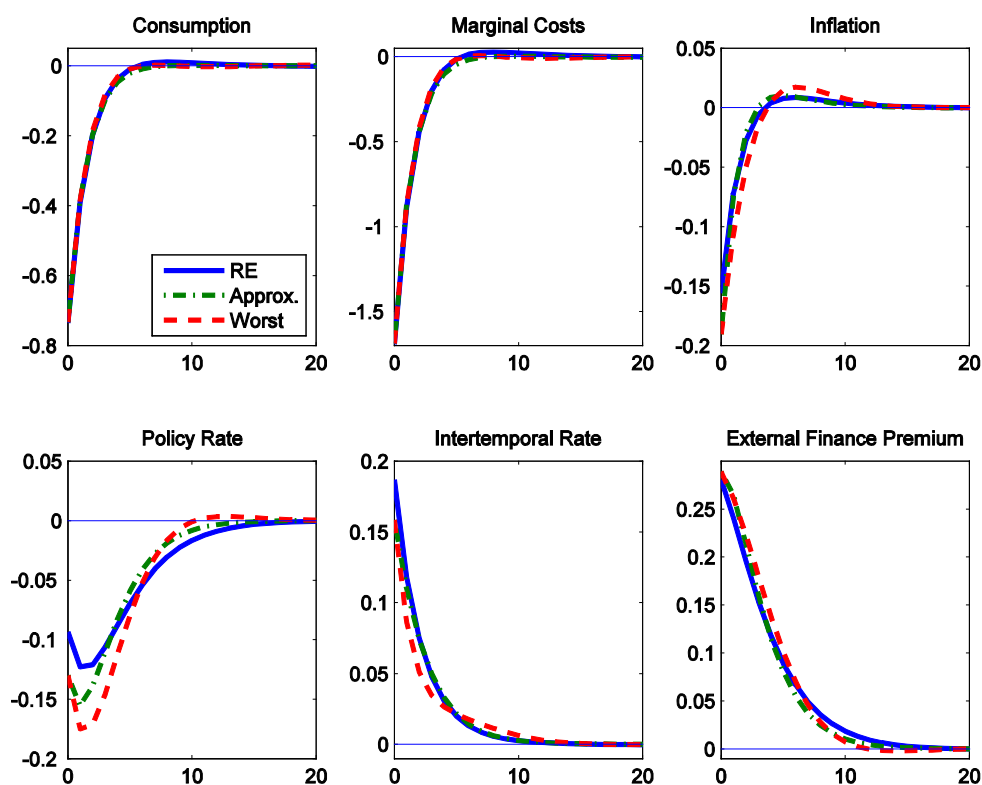 Consumption
0
-0.2
-0.4
-0.6
-0.8
0 10 20
RE
Approx.
Worst
Marginal Costs
0
-0.5
-1
-1.5
0 10 20
Inflation
0.05
0
-0.05
-0.1
-0.15
-0.2
0 10 20
Policy Rate
0.05
0
-0.05
-0.1
-0.15
-0.2
0 10 20
Intertemporal Rate
0.2
0.15
0.1
0.05
0
0 10 20
External Finance Premium
0.25
0.2
0.15
0.1
0.05
0
0 10 20